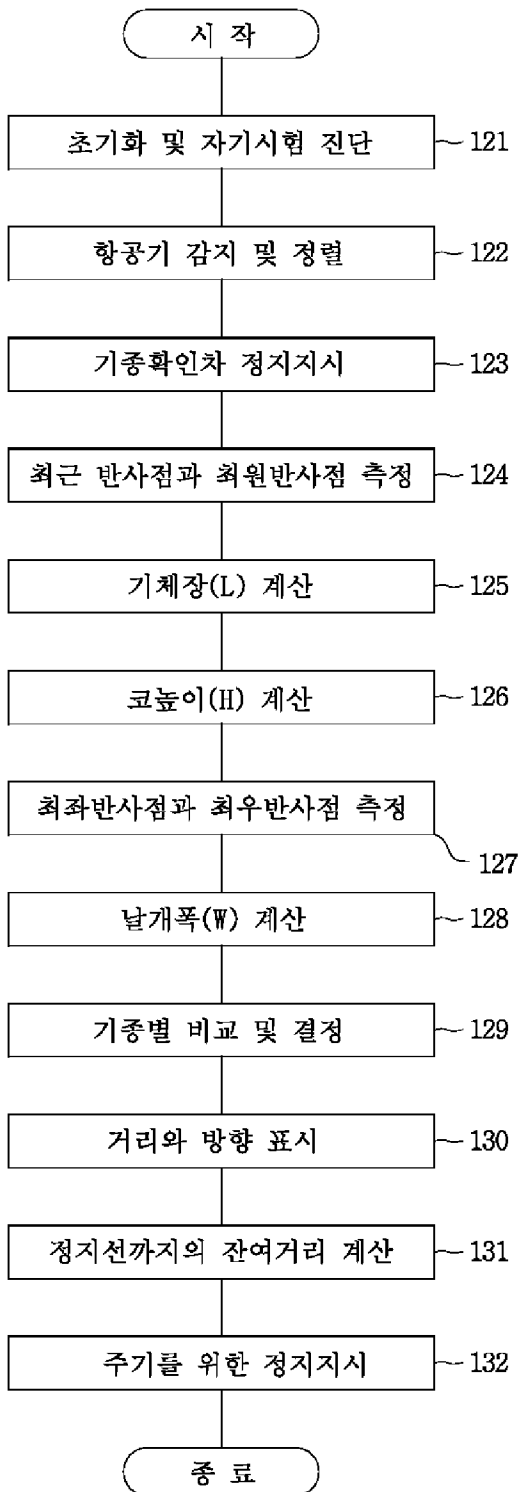 시 작
초기화 및 자기시험 진단
121
항공기 감지 및 정렬
122
기종확인차 정지지시
123
최근 반사점과 최원반사점 측정
124
기체장(L) 계산
125
코높이(H) 계산
126
최좌반사점과 최우반사점 측정
127
날개폭(W) 계산
128
기종별 비교 및 결정
129
거리와 방향 표시
130
정지선까지의 잔여거리 계산
131
주기를 위한 정지지시
132
종 료